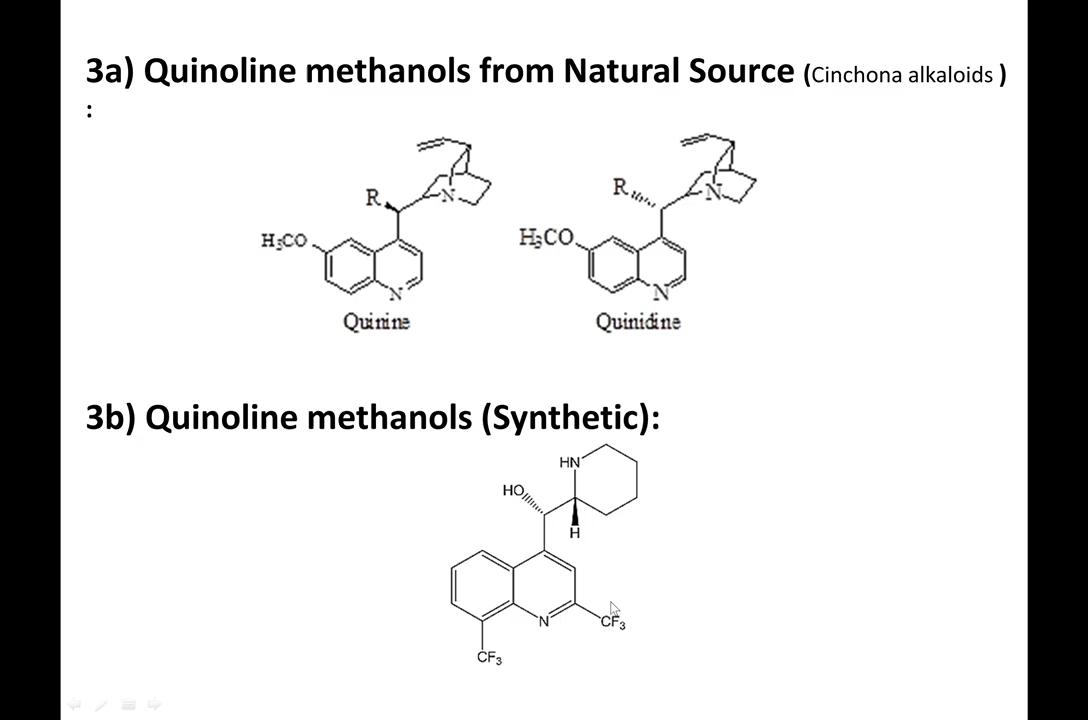 3a) Quinoline methanols from Natural Source (Cinchona alkaloids )
:
R
N
H₃CO
N
Quinine
R
N
H₃CO
N
Quinidine
3b) Quinoline methanols (Synthetic):
HN
HO
H
N
CF₃
CF₃